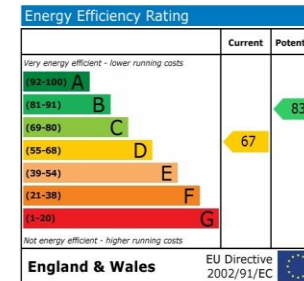 Energy Efficiency Rating
Current
Very energy efficient - lower running costs
(92-100) A
(81-91) B
83
(69-80) C
(55-68) D
67
(39-54) E
(21-38) F
(1-20) G
Not energy efficient - higher running costs
England & Wales
EU Directive
2002/91/EC